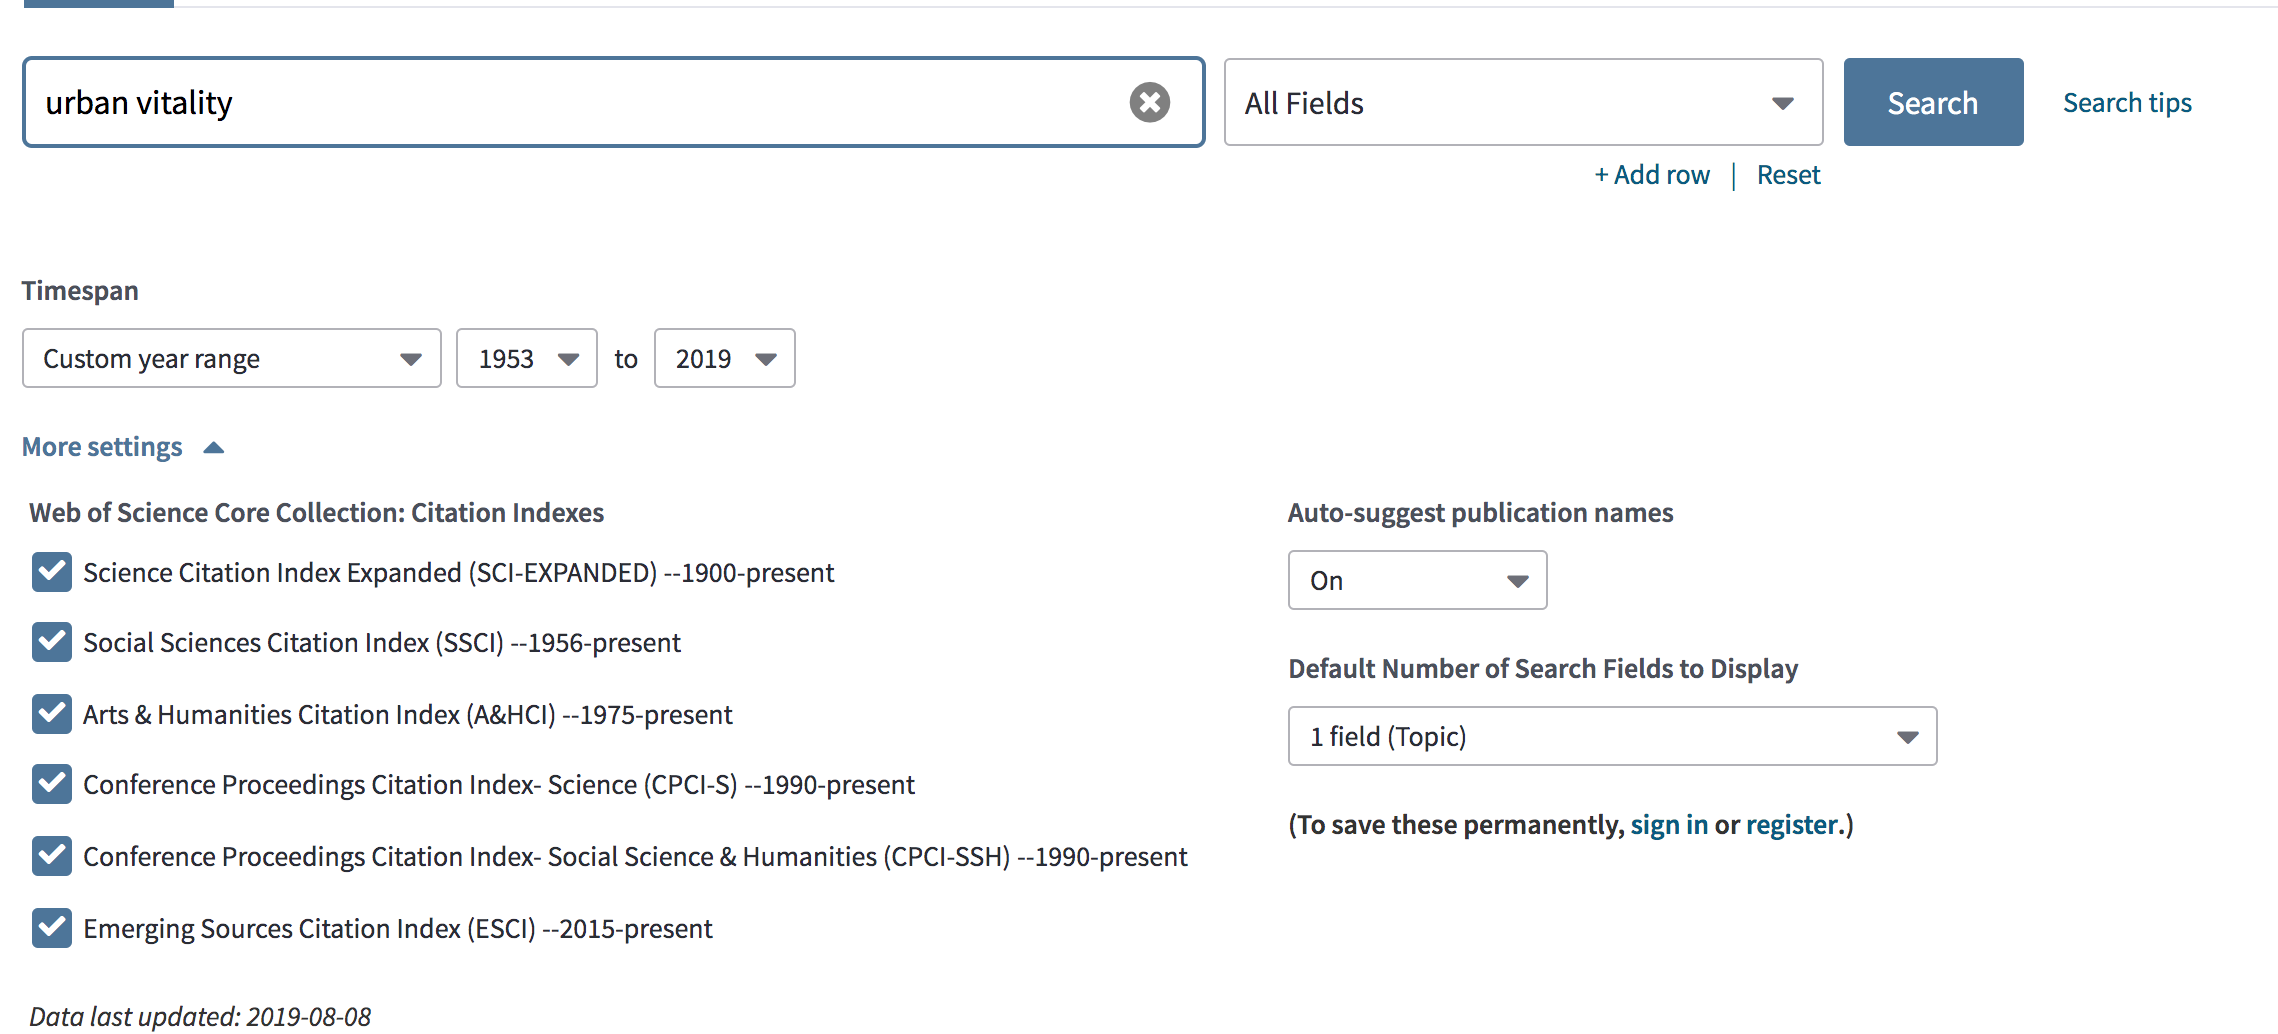 urban vitality
All Fields
Search
Search tips
+ Add row | Reset
Timespan
Custom year range
1953
to
2019
More settings
Web of Science Core Collection: Citation Indexes
Science Citation Index Expanded (SCI-EXPANDED) --1900-present
Social Sciences Citation Index (SSCI) --1956-present
Arts & Humanities Citation Index (A&HCI) --1975-present
Conference Proceedings Citation Index- Science (CPCI-S) --1990-present
Conference Proceedings Citation Index- Social Science & Humanities (CPCI-SSH) --1990-present
Emerging Sources Citation Index (ESCI) --2015-present
Auto-suggest publication names
On
Default Number of Search Fields to Display
1 field (Topic)
(To save these permanently, sign in or register.)
Data last updated: 2019-08-08